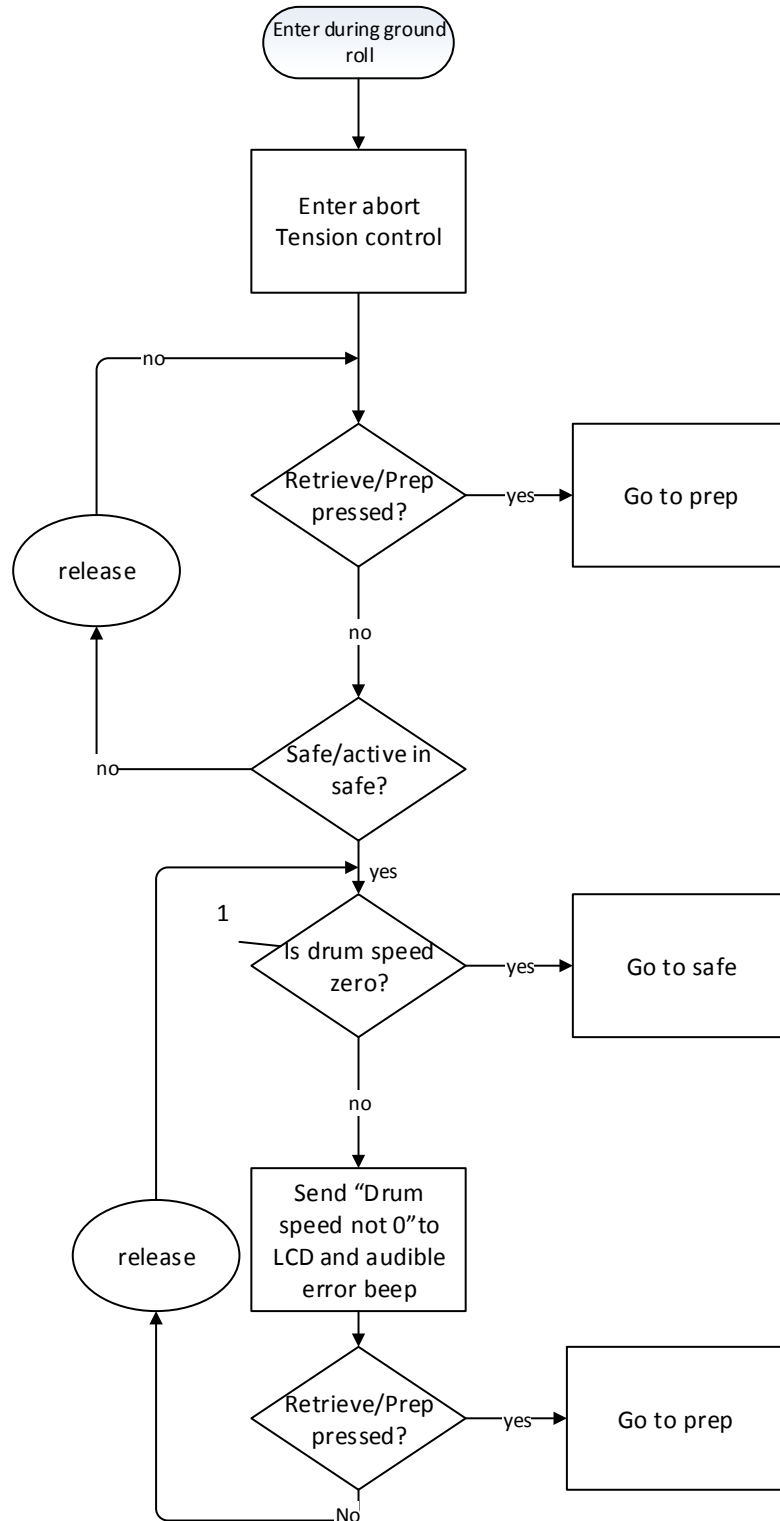 Enter during ground
roll
Enter abort
Tension control
no
Retrieve/Prep
pressed?
yes
Go to prep
release
no
Safe/active in
safe?
no
yes
1
Is drum speed
zero?
yes
Go to safe
no
Send “Drum
speed not 0”to
LCD and audible
error beep
release
Retrieve/Prep
pressed?
yes
Go to prep
No